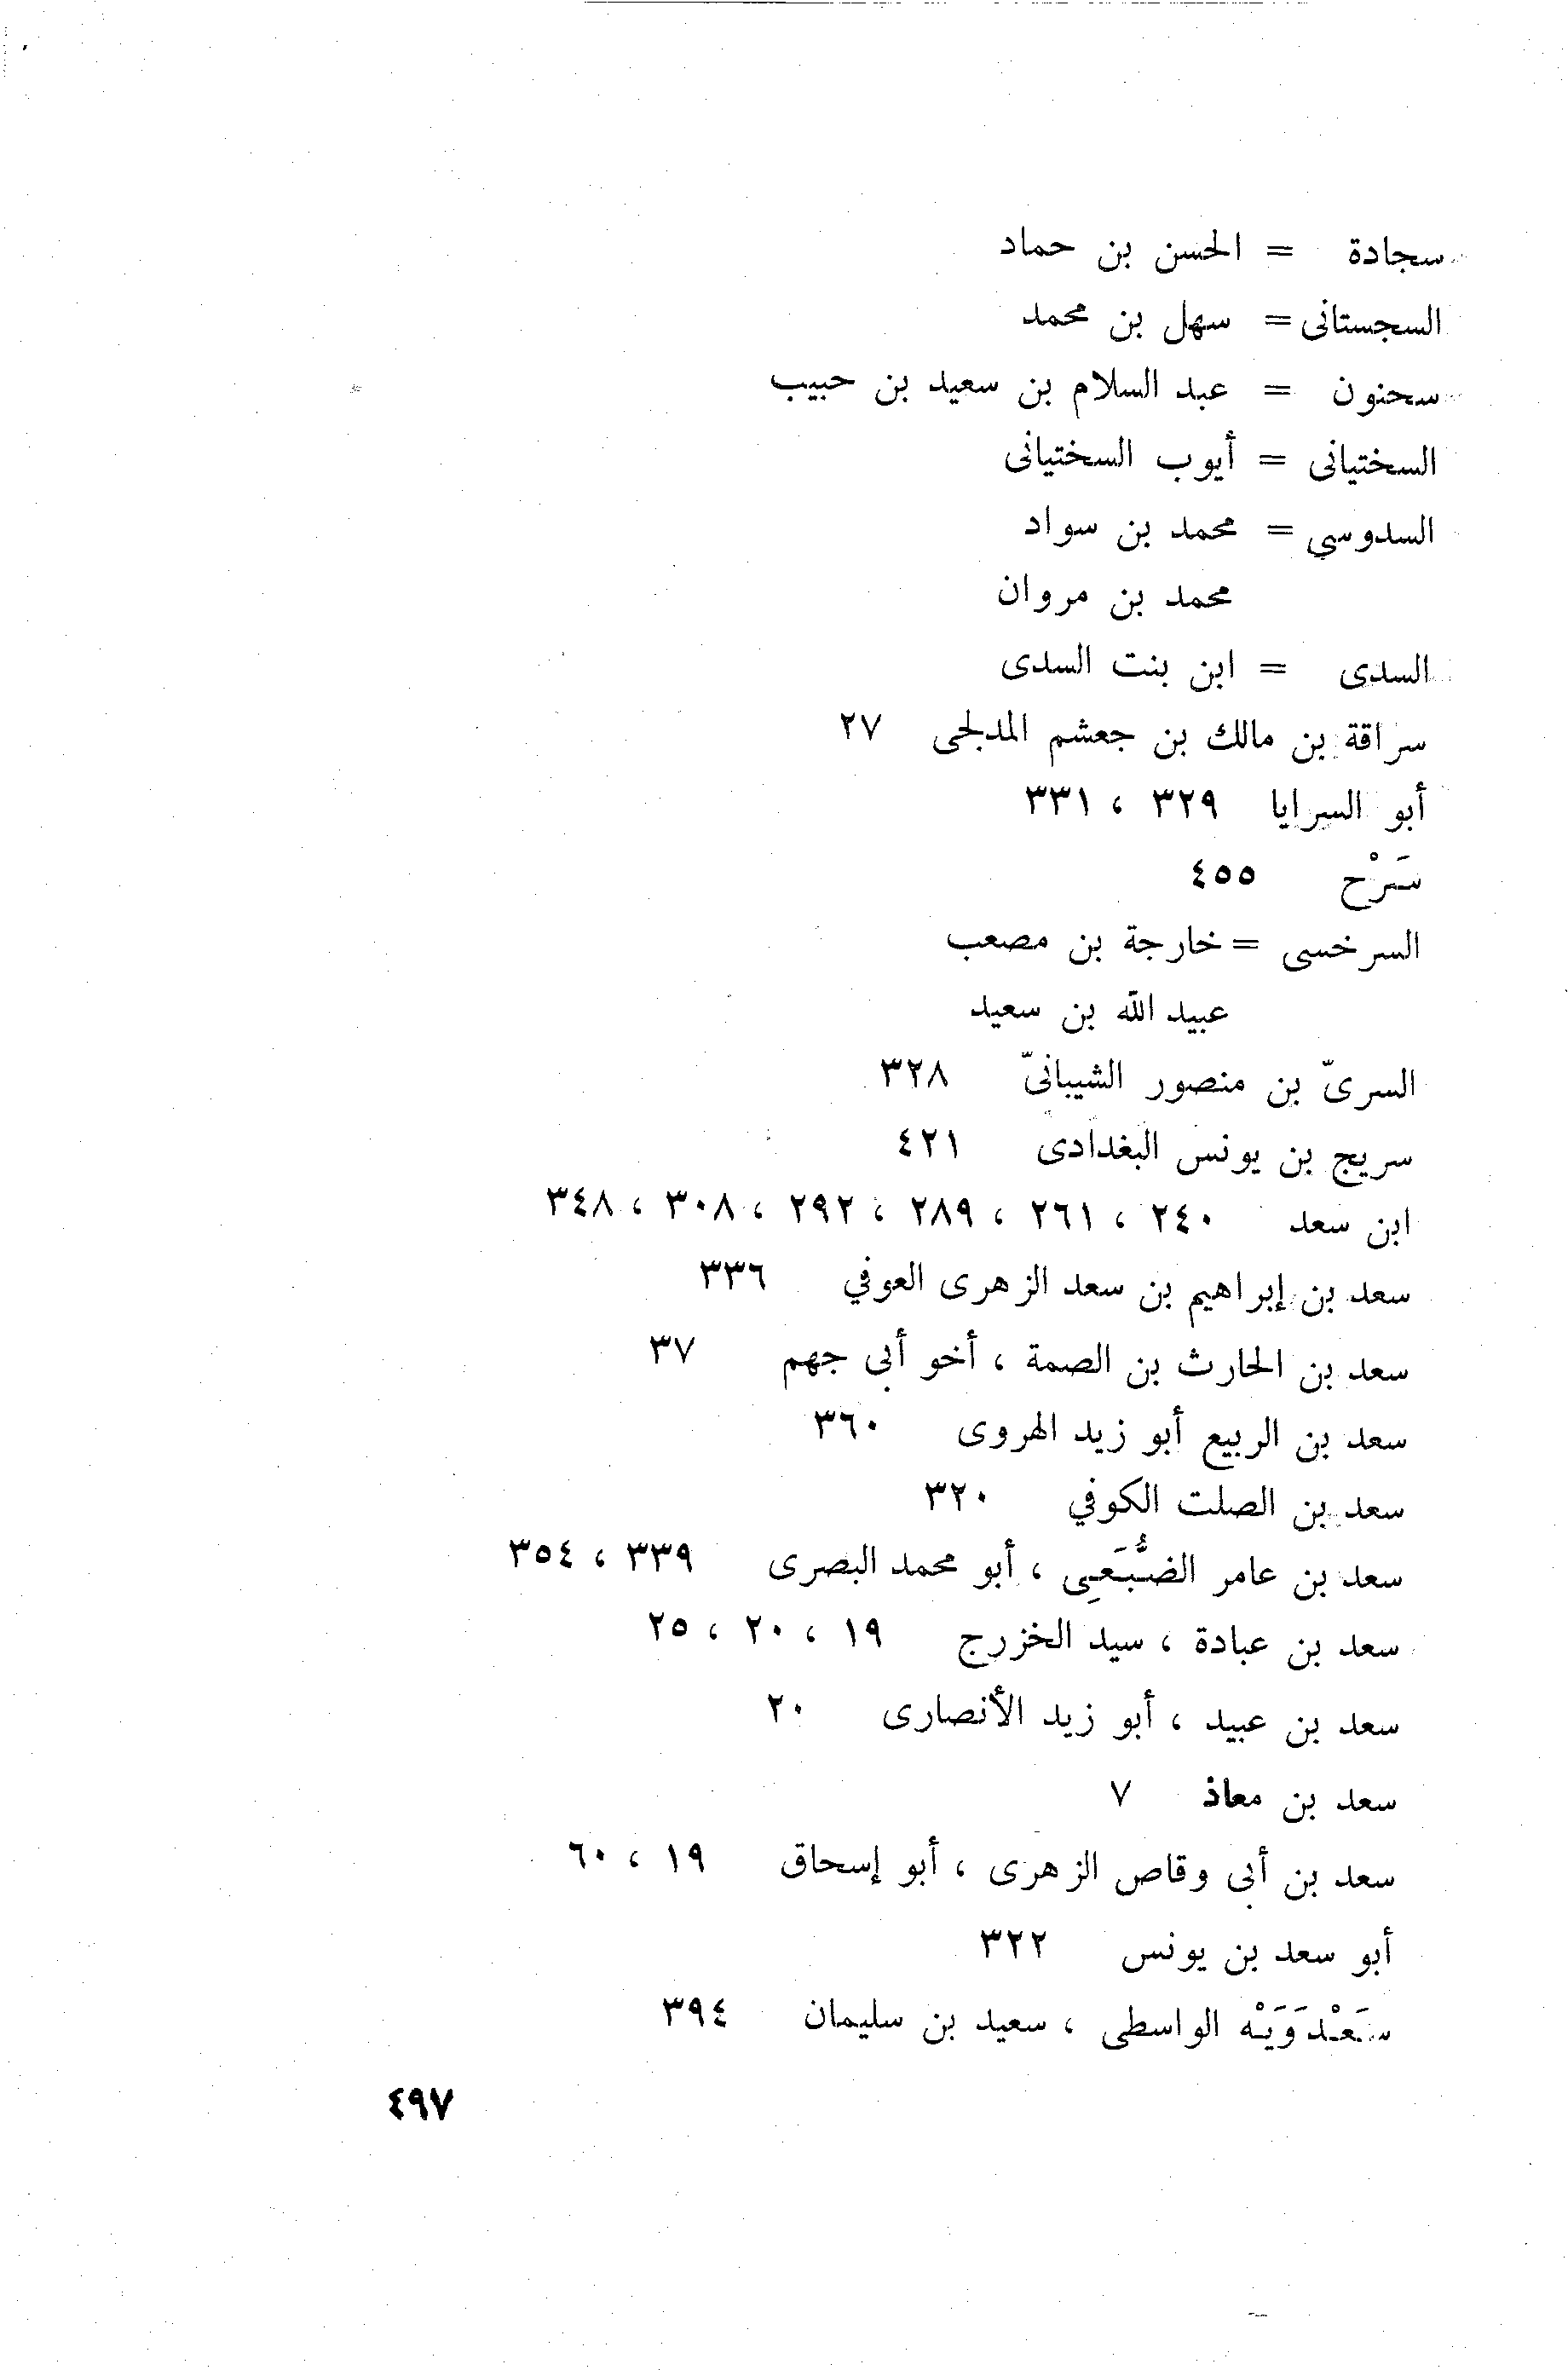 سجادة = الحسن بن حماد
السجستانى = سهل بن محمد
سحنون = عبد السلام بن سعيد بن حبيب
السختيانى = أيوب السختيانى
السدوسي = محمد بن سواد
محمد بن مروان
السدى = ابن بنت السدى
سراقة بن مالك بن جعشم المدلجى ٢٧
أبو السرايا ٣٢٩ ، ٣٣١
سَرْح ٤٥٥
السرخسى = خارجة بن مصعب
عبيد الله بن سعيد
السرىّ بن منصور الشيبانىّ ٣٢٨
سريج بن يونس البغدادى ٤٢١
ابن سعد ٢٤٠ ، ٢٦١ ، ٢٨٩ ، ٢٩٢ ، ٣٠٨ ، ٣٤٨
سعد بن إبراهيم بن سعد الزهرى العوفي ٣٣٦
سعد بن الحارث بن الصمة ، أخو أبى جهم ٣٧
سعد بن الربيع أبو زيد الهروى ٣٦٠
سعد بن الصلت الكوفي ٣٢٠
سعد بن عامر الضُّبَعِى ، أبو محمد البصرى ٣٣٩ ، ٣٥٤
سعد بن عبادة ، سيد الخزرج ١٩ ، ٢٠ ، ٢٥
سعد بن عبيد ، أبو زيد الأنصارى ٢٠
سعد بن معاذ ٧
سعد بن أبى وقاص الزهرى ، أبو إسحاق ١٩ ، ٦٠
أبو سعد بن يونس ٣٢٢
سَعْدَوَيْه الواسطى ، سعيد بن سليمان ٣٩٤
٤٩٧